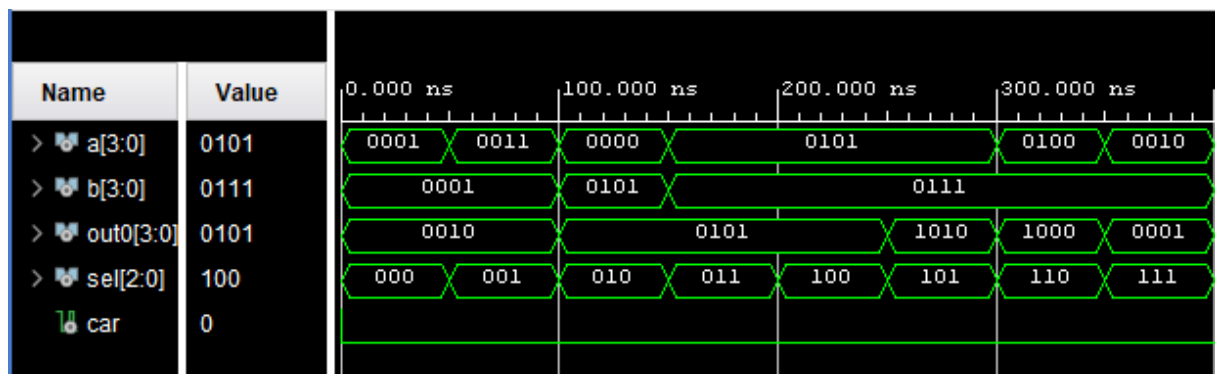 Name Value 0.000 ns 100.000 ns 200.000 ns 300.000 ns
> a[3:0] 0101 0001 0011 0000 0101 0100 0010
> b[3:0] 0111 0001 0101 0111
> out0[3:0] 0101 0010 0101 1010 1000 0001
> sel[2:0] 100 000 001 010 011 100 101 110 111
car 0